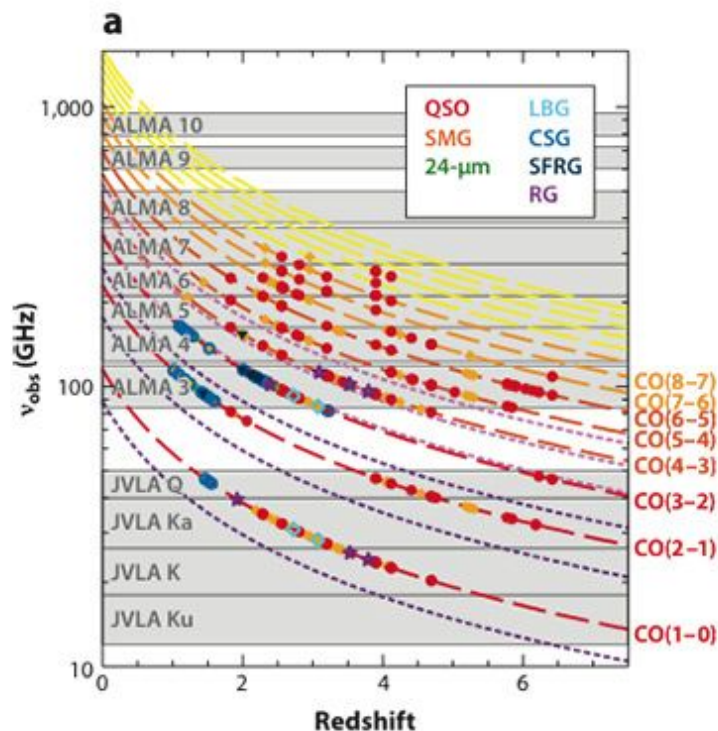 a
1,000
100
10
ν_obs (GHz)
ALMA 10
ALMA 9
ALMA 8
ALMA 7
ALMA 6
ALMA 5
ALMA 4
ALMA 3
JVLA Q
JVLA Ka
JVLA K
JVLA Ku
QSO LBG
SMG CSG
24-μm SFRG
RG
CO(8–7)
CO(7–6)
CO(6–5)
CO(5–4)
CO(4–3)
CO(3–2)
CO(2–1)
CO(1–0)
0 2 4 6
Redshift